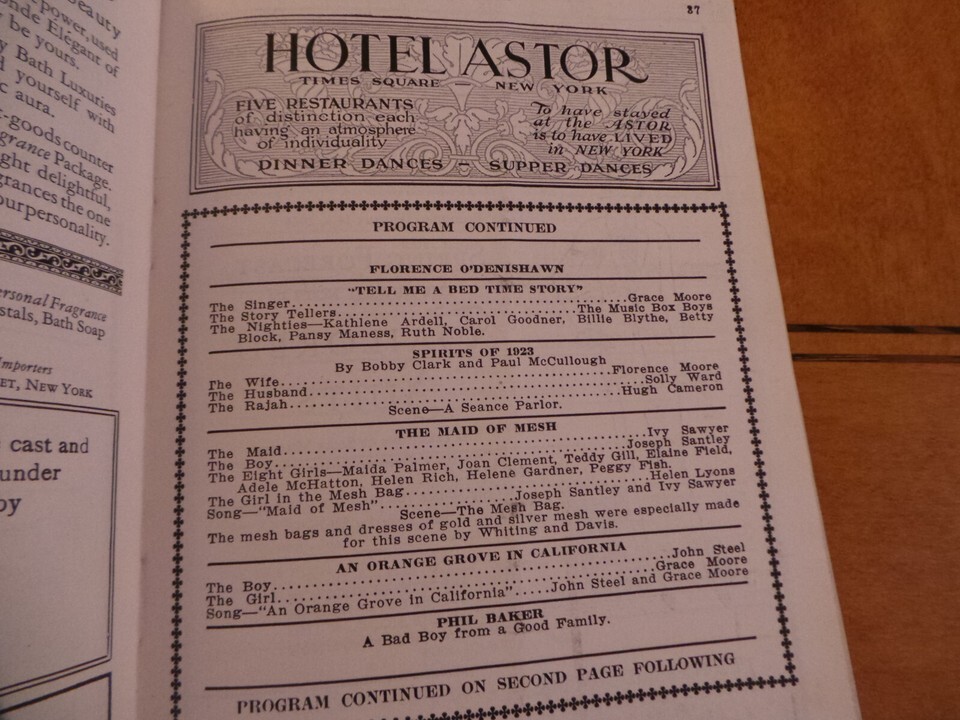 beauty
power, used
onde Elégant of
be yours.
Bath Luxuries
yourself with
c aura.
-goods counter
grance Package.
ght delightful,
grances the one
ourpersonality.
ersonal Fragrance
stals, Bath Soap
Importers
ET, NEW YORK
cast and
under
by
87
HOTEL ASTOR
TIMES SQUARE — NEW YORK
FIVE RESTAURANTS
of distinction each
having an atmosphere
of individuality
To have stayed
at the ASTOR
is to have LIVED
in NEW YORK
DINNER DANCES — SUPPER DANCES
PROGRAM CONTINUED
FLORENCE O'DENISHAWN
"TELL ME A BED TIME STORY"
The Singer..............................Grace Moore
The Story Tellers..............................The Music Box Boys
The Nighties—Kathlene Ardell, Carol Goodner, Billie Blythe, Betty
Block, Pansy Maness, Ruth Noble.
SPIRITS OF 1923
By Bobby Clark and Paul McCullough
The Wife..............................Florence Moore
The Husband..............................Solly Ward
The Rajah..............................Hugh Cameron
Scene—A Seance Parlor.
THE MAID OF MESH
The Maid..............................Ivy Sawyer
The Boy..............................Joseph Santley
The Eight Girls—Maida Palmer, Joan Clement, Teddy Gill, Elaine Field,
Adele McHatton, Helen Rich, Helene Gardner, Peggy Fish.
The Girl in the Mesh Bag..............................Helen Lyons
Song—"Maid of Mesh"....................Joseph Santley and Ivy Sawyer
Scene—The Mesh Bag.
The mesh bags and dresses of gold and silver mesh were especially made
for this scene by Whiting and Davis.
AN ORANGE GROVE IN CALIFORNIA
The Boy..............................John Steel
The Girl..............................Grace Moore
Song—"An Orange Grove in California".....John Steel and Grace Moore
PHIL BAKER
A Bad Boy from a Good Family.
PROGRAM CONTINUED ON SECOND PAGE FOLLOWING